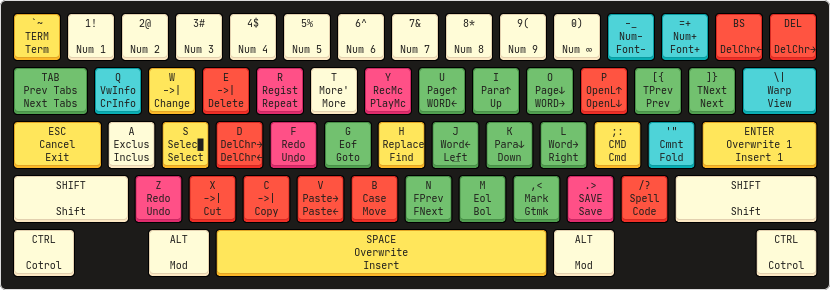 `~ 1! 2@ 3# 4$ 5% 6^ 7& 8* 9( 0) -_ =+ BS DEL
TERM Num- Num+
Term Num 1 Num 2 Num 3 Num 4 Num 5 Num 6 Num 7 Num 8 Num 9 Num ∞ Font- Font+ DelChr← DelChr→
TAB Q W E R T Y U I O P [{ ]} \|
Prev Tabs VwInfo ->| ->| Regist More' RecMc Page↑ Para↑ Page↓ OpenL↑ TPrev TNext Warp
Next Tabs CrInfo Change Delete Repeat More PlayMc WORD← Up WORD→ OpenL↓ Prev Next View
ESC A S D F G H J K L ;: '" ENTER
Cancel Exclus Selec█ DelChr→ Redo Eof Replace Word← Para↓ Word→ CMD Cmnt Overwrite 1
Exit Inclus Select DelChr← Undo Goto Find Left Down Right Cmd Fold Insert 1
SHIFT Z X C V B N M ,< .> /? SHIFT
Redo ->| ->| Paste→ Case FPrev Eol Mark SAVE Spell
Shift Undo Cut Copy Paste← Move FNext Bol Gtmk Save Code Shift
CTRL ALT SPACE ALT CTRL
Overwrite
Cotrol Mod Insert Mod Cotrol